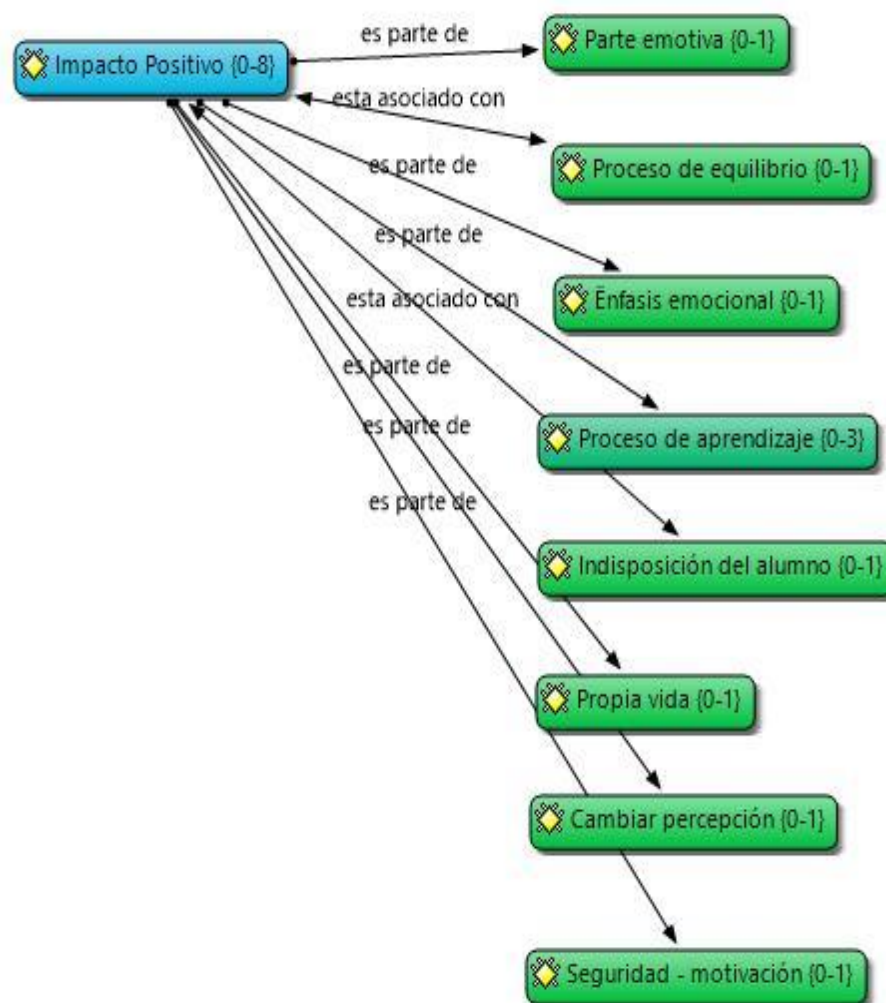 es parte de
Parte emotiva {0-1}
Impacto Positivo {0-8}
esta asociado con
Proceso de equilibrio {0-1}
es parte de
es parte de
Énfasis emocional {0-1}
esta asociado con
es parte de
es parte de
Proceso de aprendizaje {0-3}
es parte de
Indisposición del alumno {0-1}
Propia vida {0-1}
Cambiar percepción {0-1}
Seguridad - motivación {0-1}